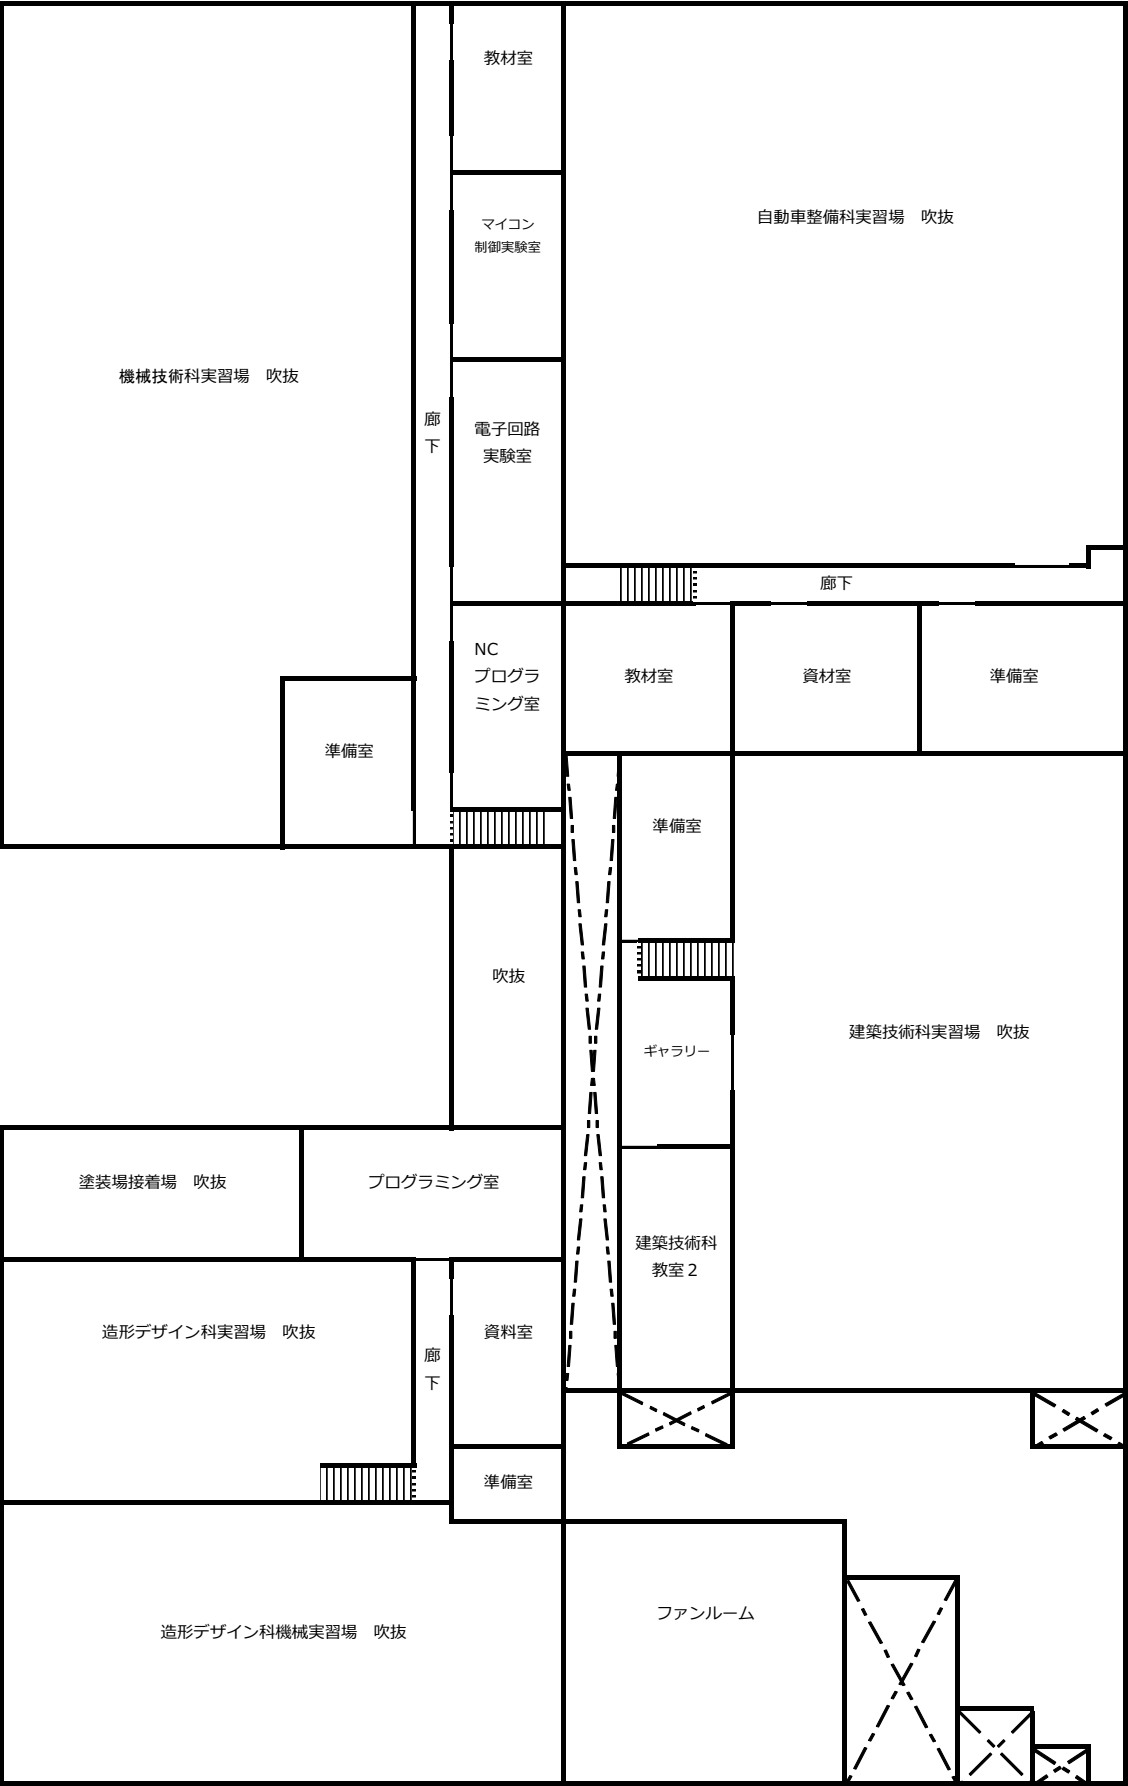 教材室
マイコン
制御実験室
自動車整備科実習場　吹抜
機械技術科実習場　吹抜
廊
下
電子回路
実験室
廊下
NC
プログラ
ミング室
教材室
資材室
準備室
準備室
準備室
吹抜
建築技術科実習場　吹抜
ギャラリー
塗装場接着場　吹抜
プログラミング室
建築技術科
教室２
造形デザイン科実習場　吹抜
廊
下
資料室
準備室
ファンルーム
造形デザイン科機械実習場　吹抜